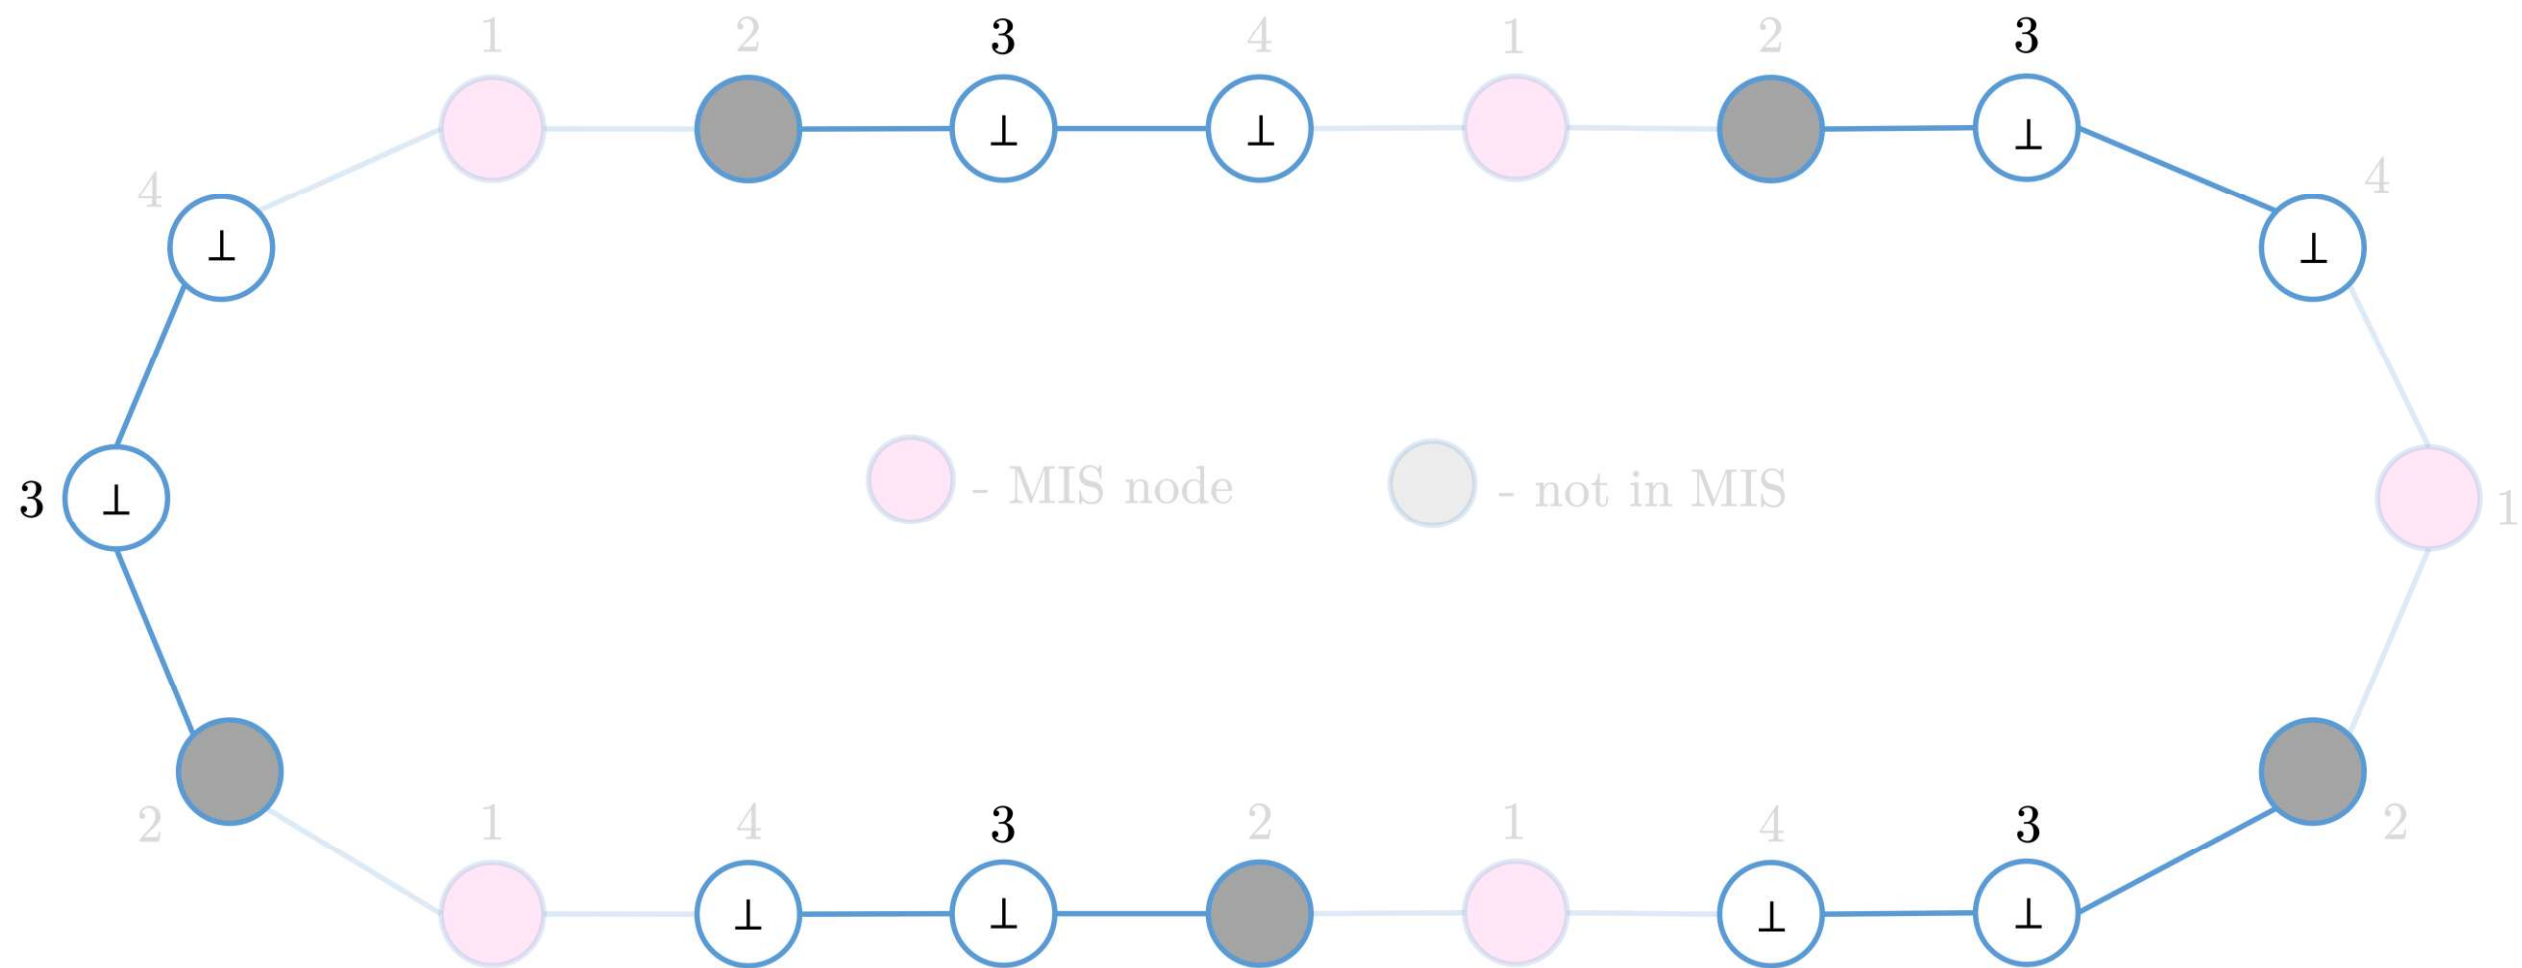 1 2 3 4 1 2 3
4 4
⊥ ⊥ ⊥
⊥ ⊥
- MIS node - not in MIS
3 ⊥ 1
2 1 4 3 2 1 4 3 2
⊥ ⊥ ⊥ ⊥